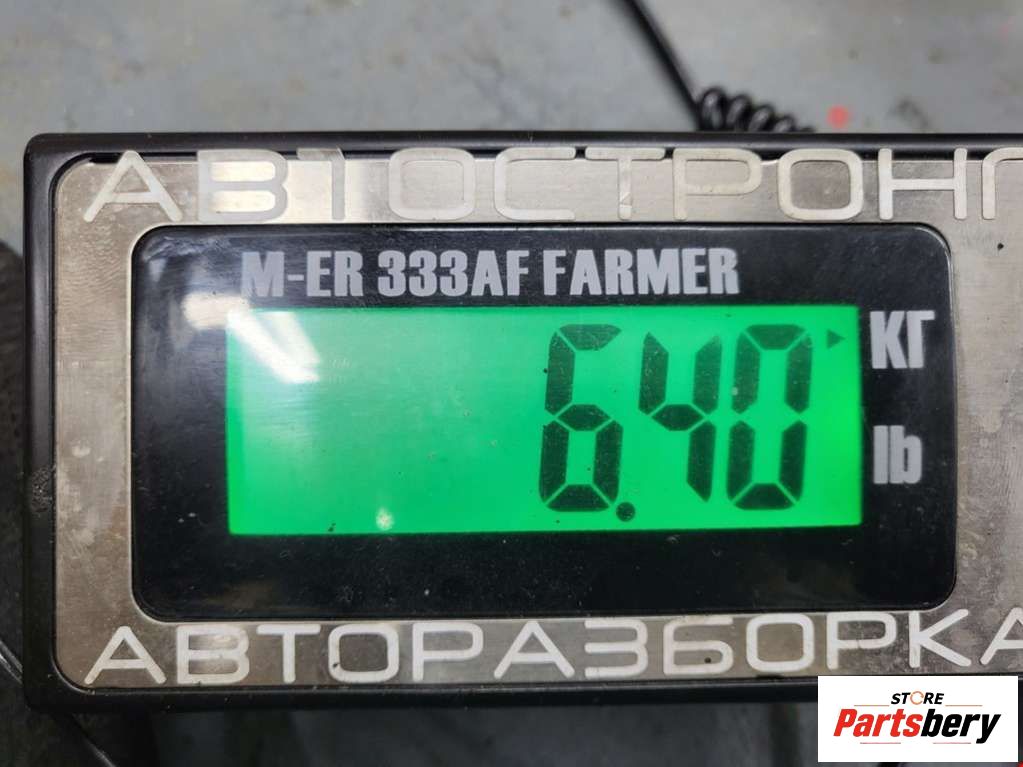 АВТОСТРОНГ
M-ER 333AF FARMER
6.40
КГ
lb
АВТОРАЗБОРКА
STORE
Partsbery